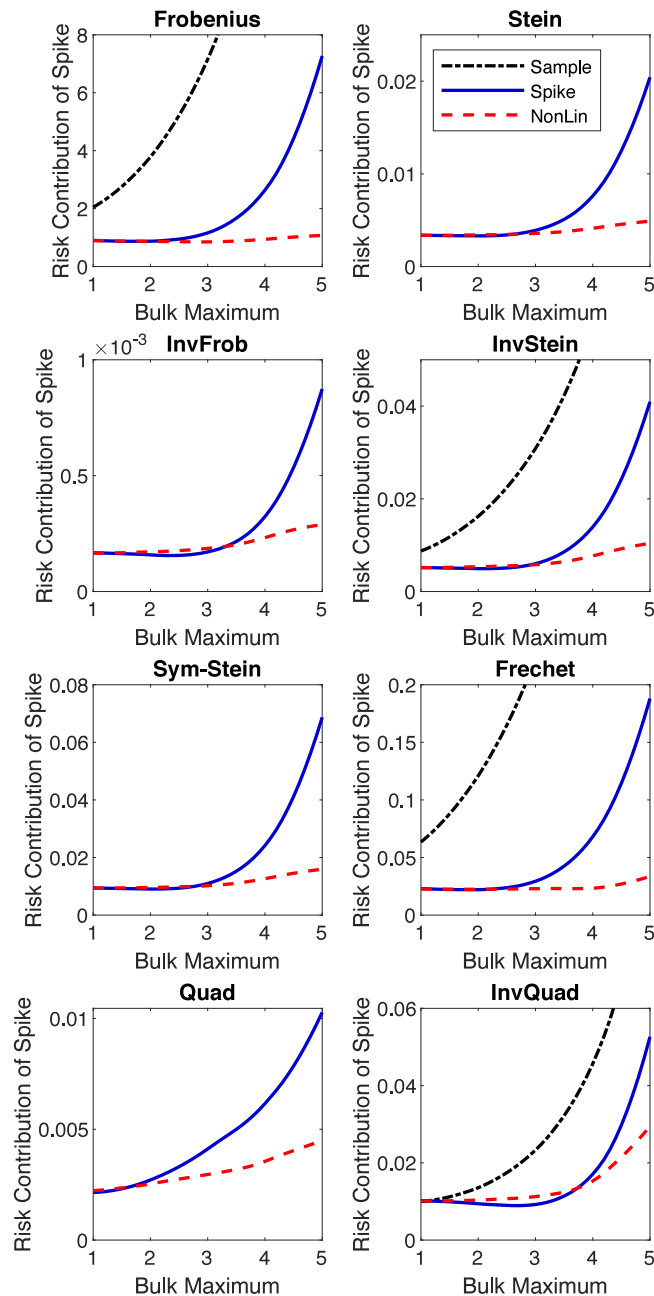 Frobenius
Risk Contribution of Spike
8
6
4
2
0
1 2 3 4 5
Bulk Maximum
Stein
Risk Contribution of Spike
0.02
0.01
0
Sample
Spike
NonLin
1 2 3 4 5
Bulk Maximum
InvFrob
×10-3
Risk Contribution of Spike
1
0.5
0
1 2 3 4 5
Bulk Maximum
InvStein
Risk Contribution of Spike
0.04
0.02
0
1 2 3 4 5
Bulk Maximum
Sym-Stein
Risk Contribution of Spike
0.08
0.06
0.04
0.02
0
1 2 3 4 5
Bulk Maximum
Frechet
Risk Contribution of Spike
0.2
0.15
0.1
0.05
0
1 2 3 4 5
Bulk Maximum
Quad
Risk Contribution of Spike
0.01
0.005
0
1 2 3 4 5
Bulk Maximum
InvQuad
Risk Contribution of Spike
0.06
0.04
0.02
0
1 2 3 4 5
Bulk Maximum